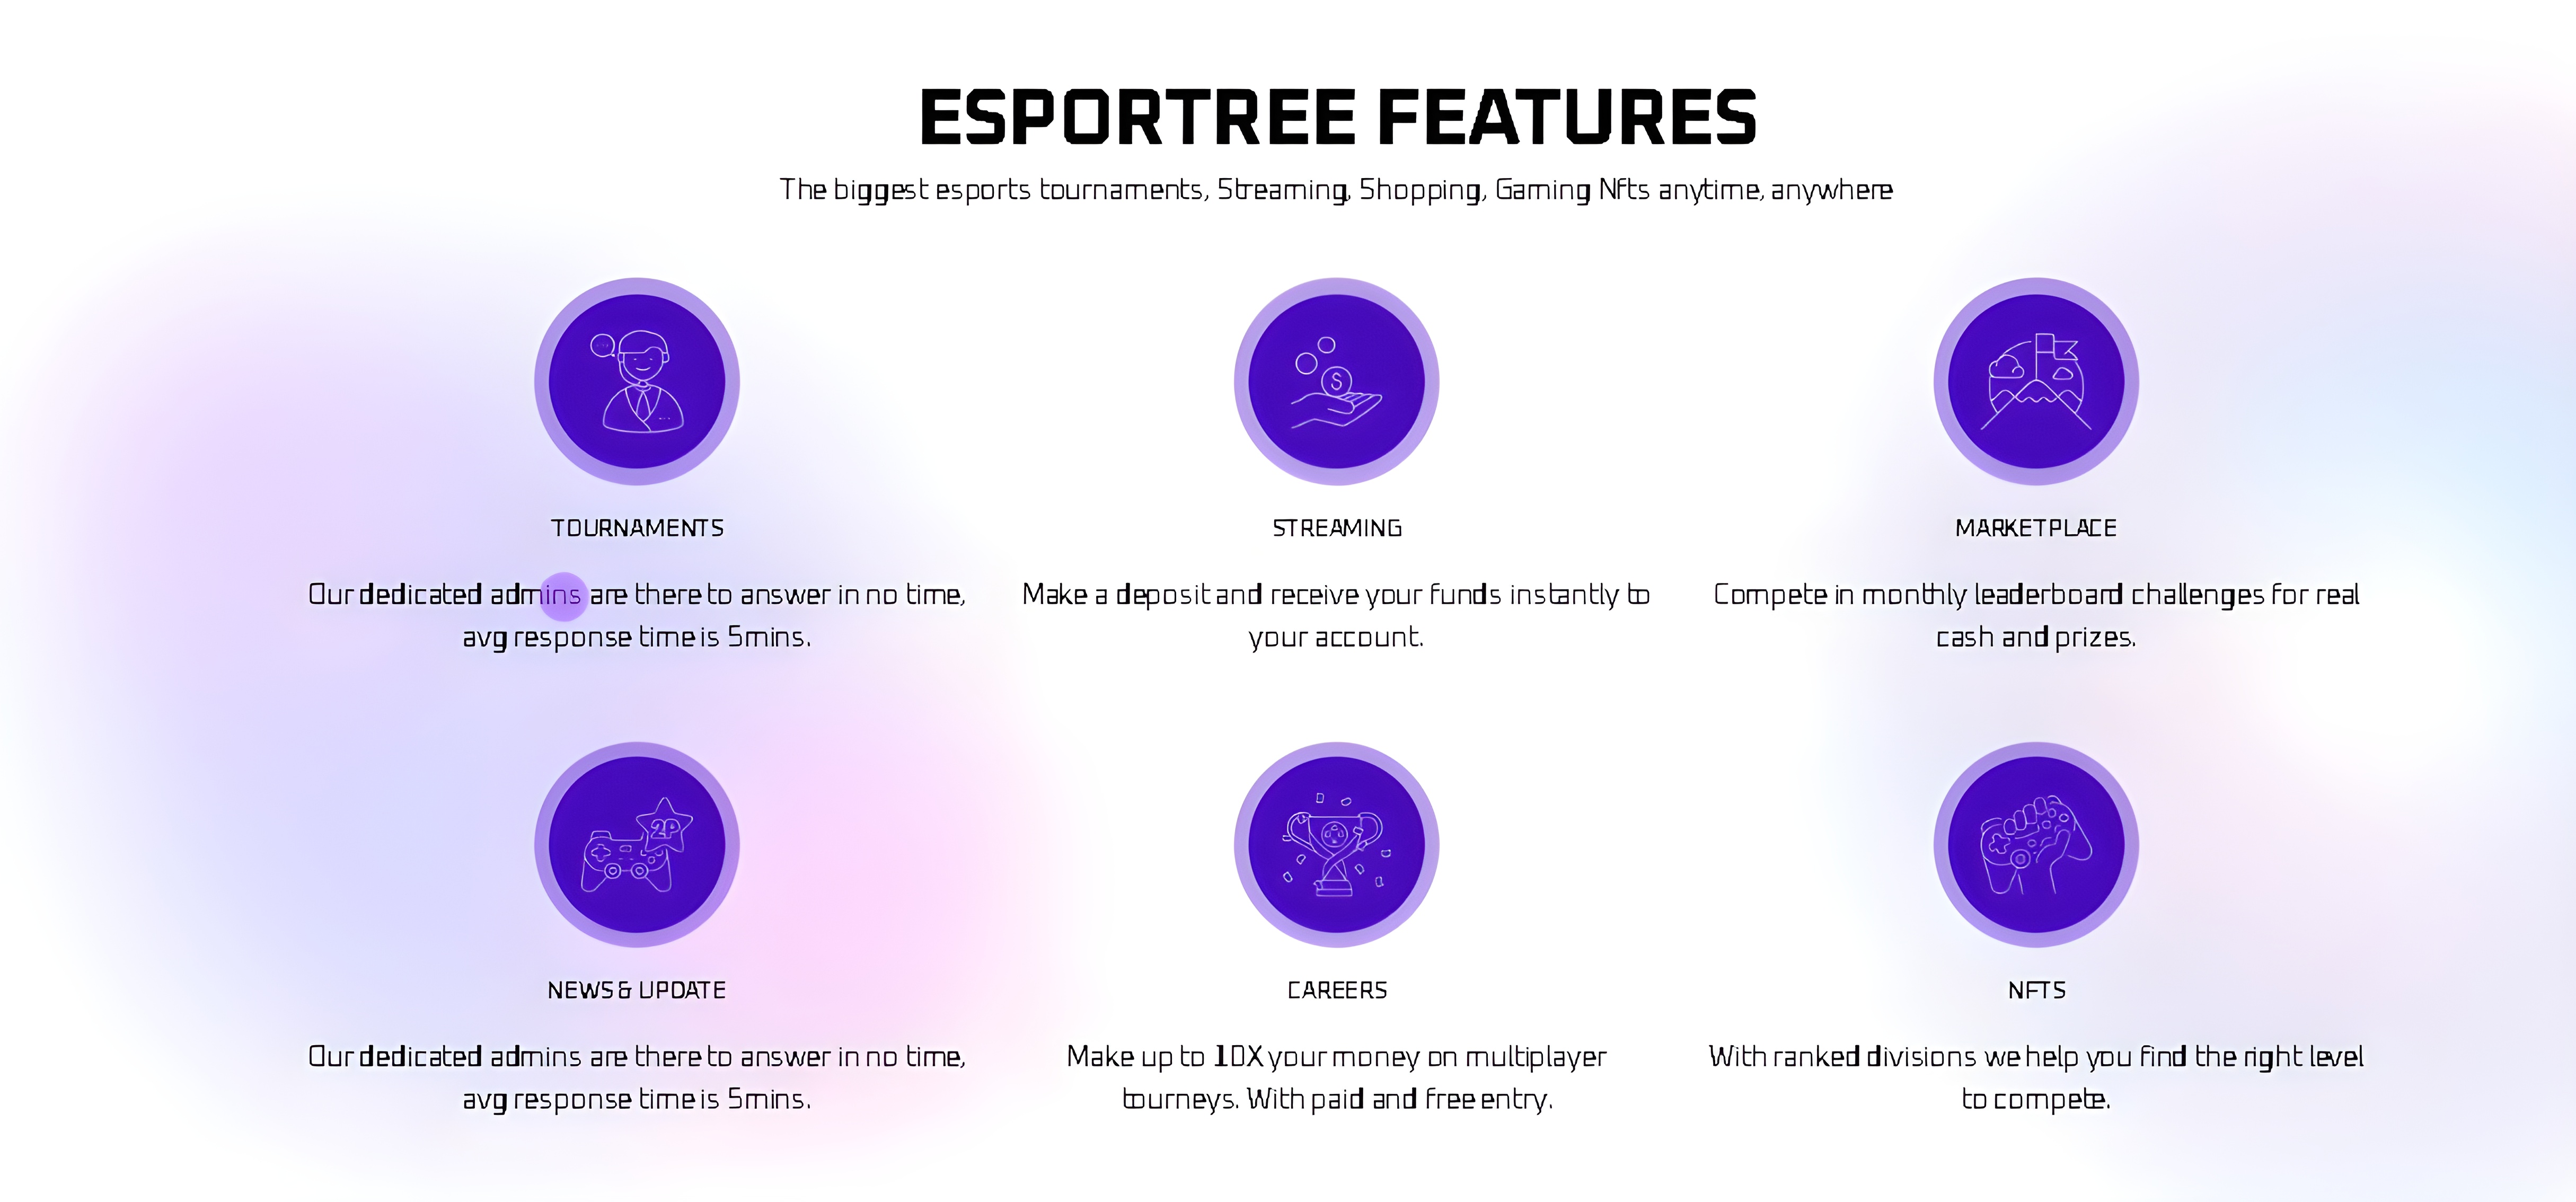 ESPORTREE FEATURES
The biggest esports tournaments, Streaming, Shopping, Gaming Nfts anytime, anywhere
TOURNAMENTS
Our dedicated admins are there to answer in no time,
avg response time is 5mins.
STREAMING
Make a deposit and receive your funds instantly to
your account.
MARKETPLACE
Compete in monthly leaderboard challenges for real
cash and prizes.
2P
NEWS & UPDATE
Our dedicated admins are there to answer in no time,
avg response time is 5mins.
CAREERS
Make up to 10X your money on multiplayer
tourneys. With paid and free entry.
NFTS
With ranked divisions we help you find the right level
to compete.